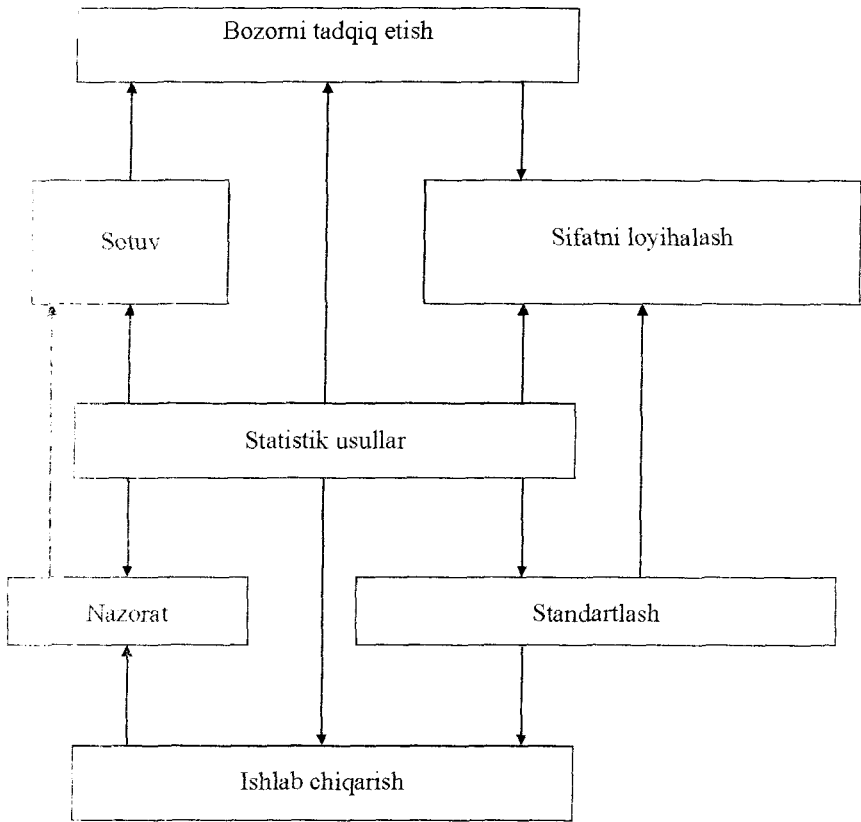 Bozorni tadqiq etish
Sotuv
Sifatni loyihalash
Statistik usullar
Nazorat
Standartlash
Ishlab chiqarish